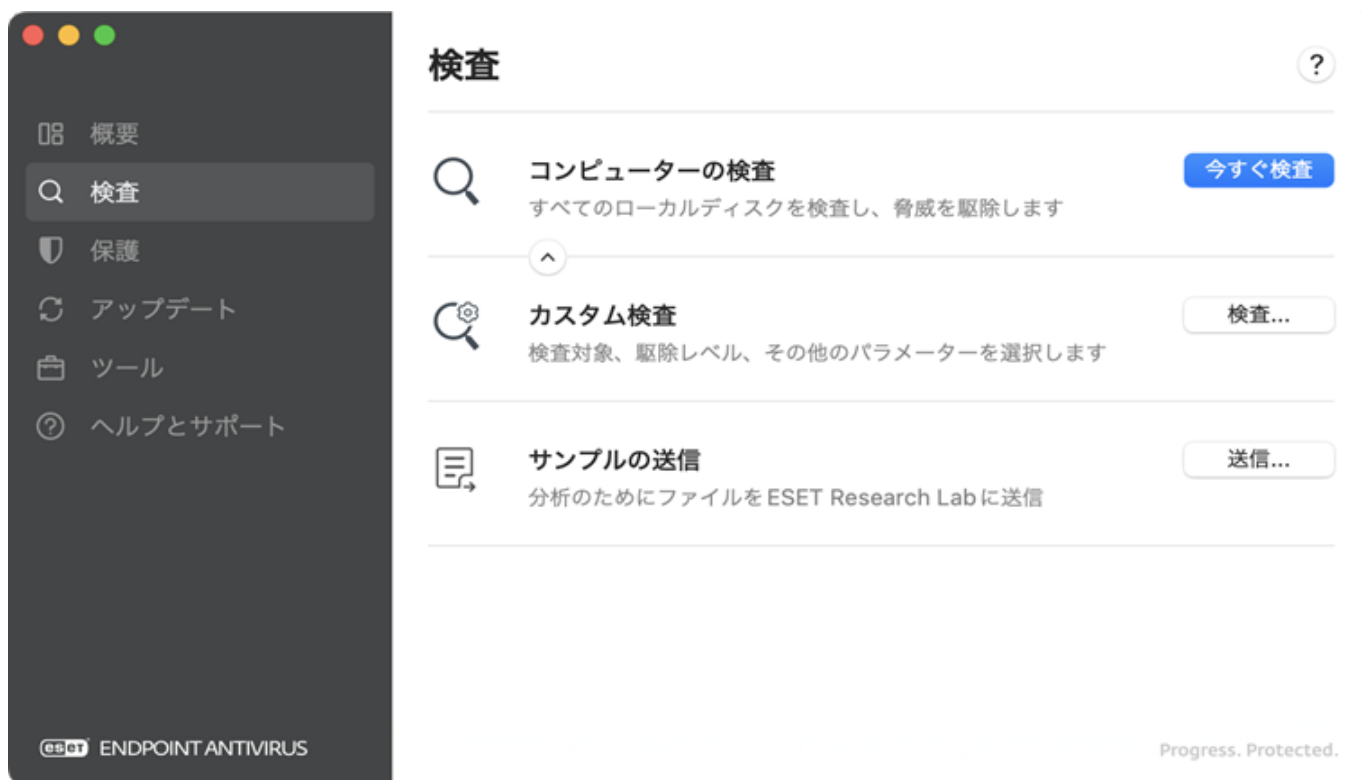 概要
検査
保護
アップデート
ツール
ヘルプとサポート
eset ENDPOINT ANTIVIRUS
検査
?
コンピューターの検査
今すぐ検査
すべてのローカルディスクを検査し、脅威を駆除します
カスタム検査
検査...
検査対象、駆除レベル、その他のパラメーターを選択します
サンプルの送信
送信...
分析のためにファイルをESET Research Labに送信
Progress. Protected.